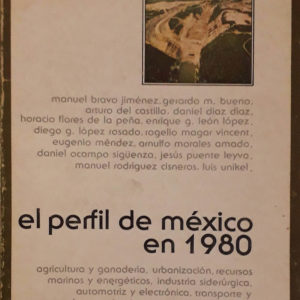 manuel bravo jiménez, gerardo m. bueno,
arturo del castillo, daniel díaz díaz,
horacio flores de la peña, enrique g. león lópez,
diego g. lópez rosado, rogelio magar vincent,
eugenio méndez, arnulfo morales amado,
daniel ocampo sigüenza, jesús puente leyva,
manuel rodríguez cisneros, luis unikel,
el perfil de méxico
en 1980
agricultura y ganadería, urbanización, recursos
marinos y energéticos, industria siderúrgica,
automotriz y electrónica, transporte y